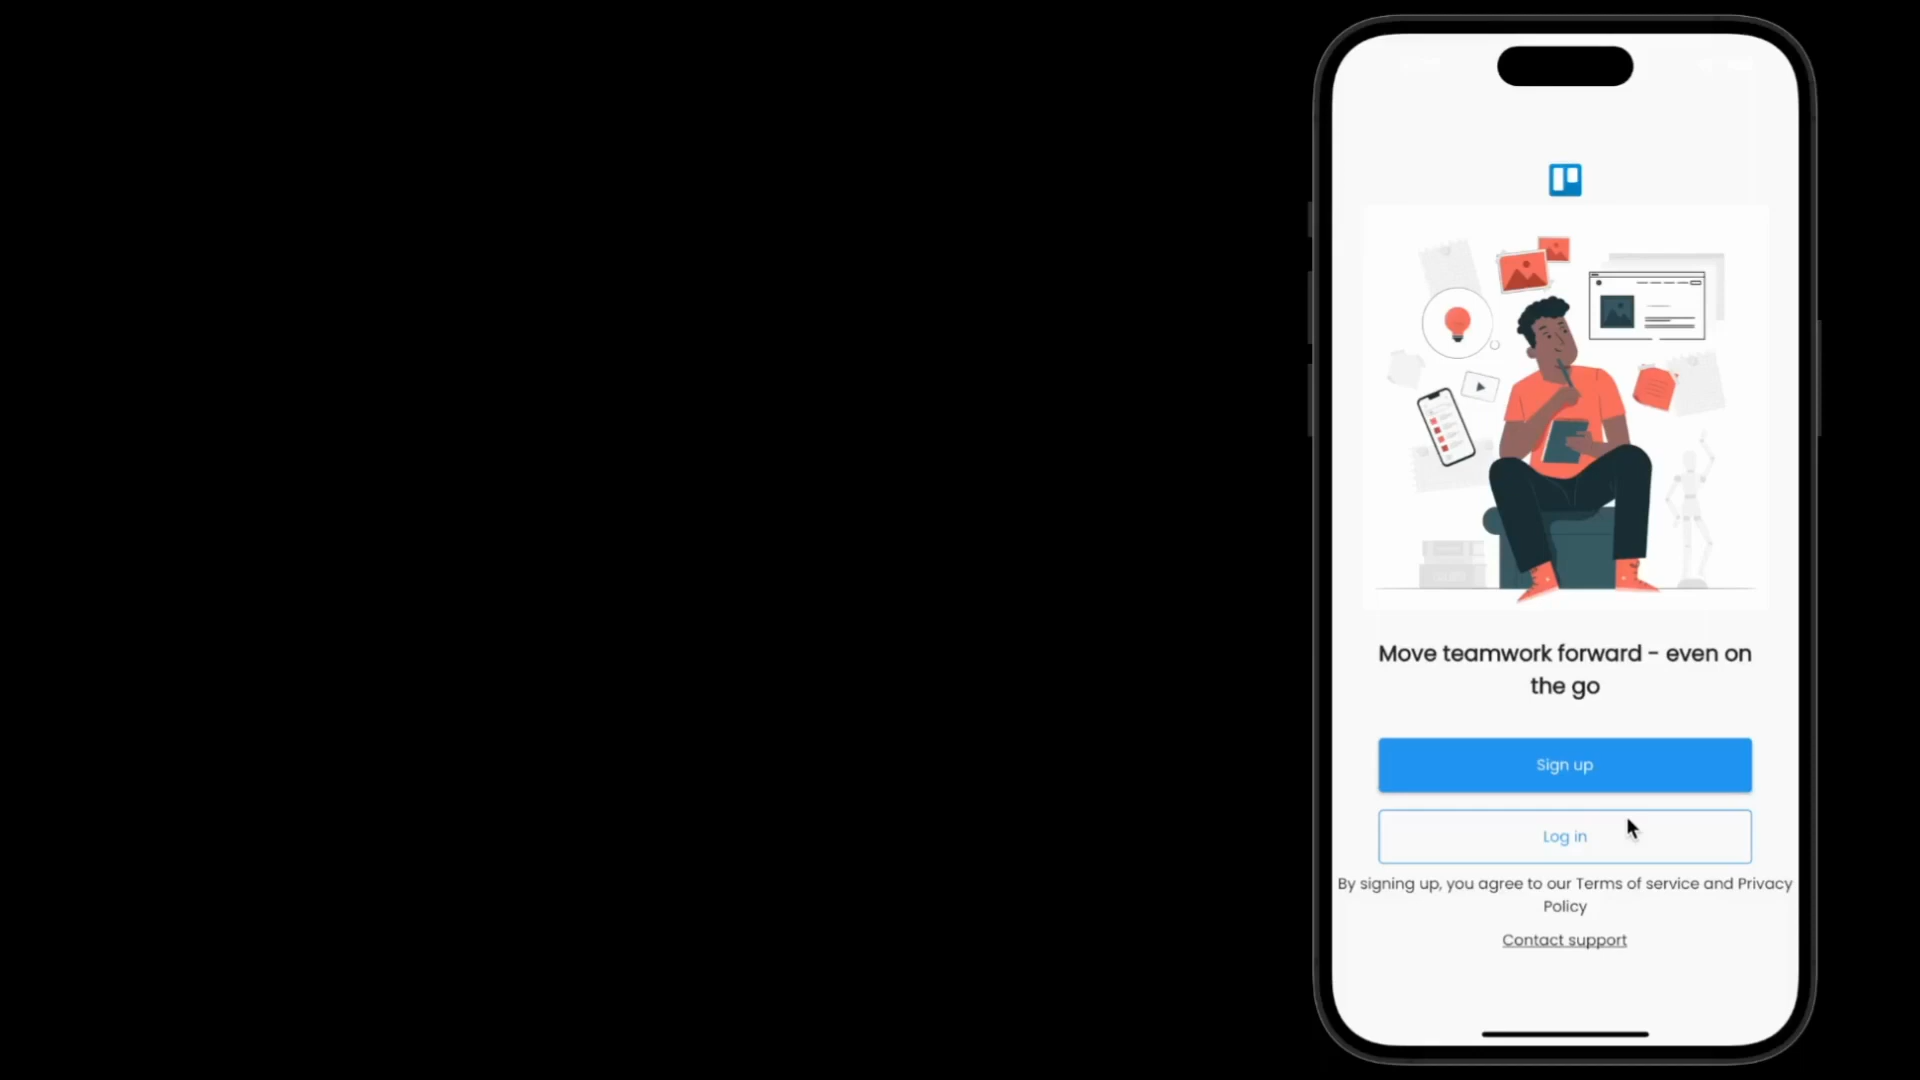 Move teamwork forward - even on
the go
Sign up
Log in
By signing up, you agree to our Terms of service and Privacy
Policy
Contact support